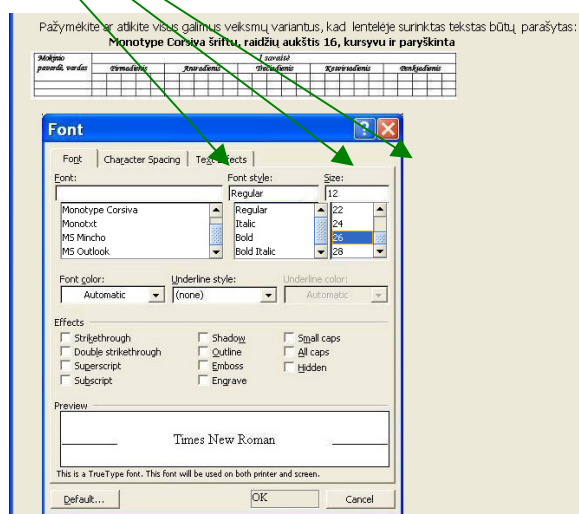 Pažymėkite ar atlikite visus galimus veiksmų variantus, kad lentelėje surinktas tekstas būtų parašytas:
Monotype Corsiva šriftu, raidžių aukštis 16, kursyvu ir paryškinta
Mokinio
I savaitė
pavardė, vardas Pirmadienis Antradienis Trečiadienis Ketvirtadienis Penktadienis
Font
Font Character Spacing Text Effects
Font: Font style: Size:
Regular 12
Monotype Corsiva Regular 22
Monotxt Italic 24
MS Mincho Bold 26
MS Outlook Bold Italic 28
Font color: Underline style: Underline color:
Automatic (none) Automatic
Effects
Strikethrough Shadow Small caps
Double strikethrough Outline All caps
Superscript Emboss Hidden
Subscript Engrave
Preview
Times New Roman
This is a TrueType font. This font will be used on both printer and screen.
Default... OK Cancel